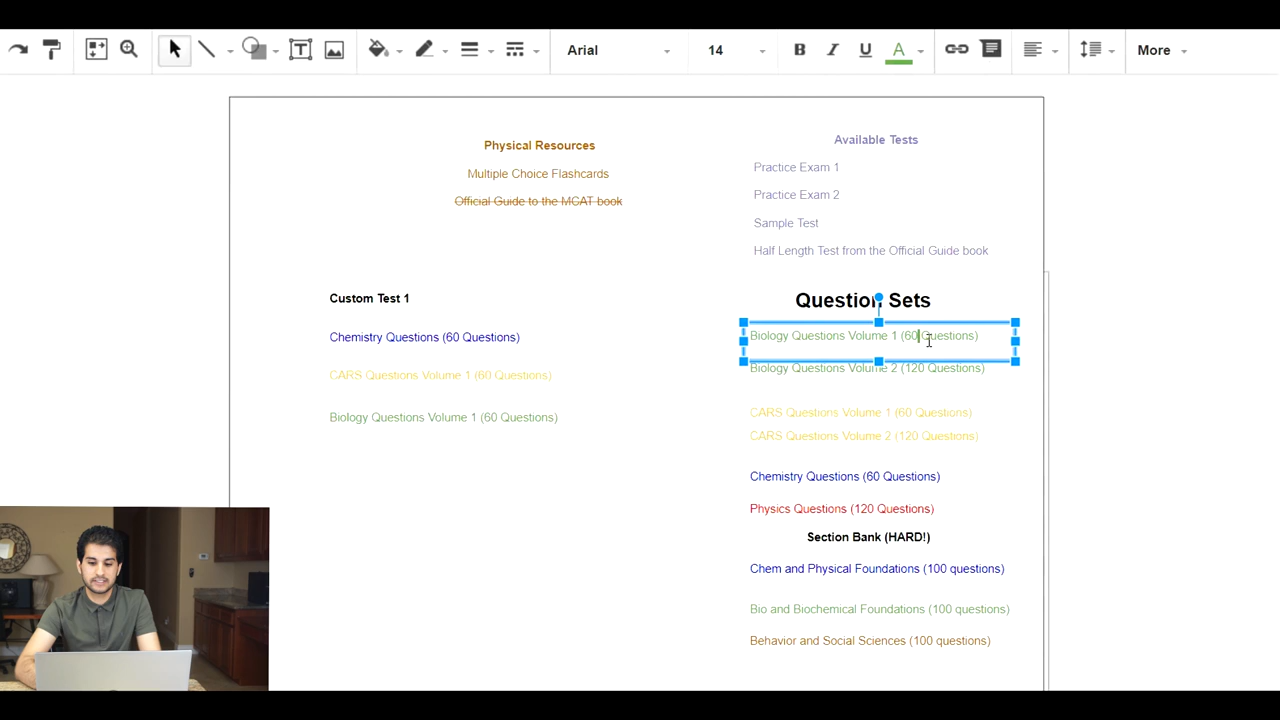 Arial
14
B
I
U
A
More
Physical Resources
Multiple Choice Flashcards
Official Guide to the MCAT book
Available Tests
Practice Exam 1
Practice Exam 2
Sample Test
Half Length Test from the Official Guide book
Custom Test 1
Chemistry Questions (60 Questions)
CARS Questions Volume 1 (60 Questions)
Biology Questions Volume 1 (60 Questions)
Question Sets
Biology Questions Volume 1 (60 Questions)
Biology Questions Volume 2 (120 Questions)
CARS Questions Volume 1 (60 Questions)
CARS Questions Volume 2 (120 Questions)
Chemistry Questions (60 Questions)
Physics Questions (120 Questions)
Section Bank (HARD!)
Chem and Physical Foundations (100 questions)
Bio and Biochemical Foundations (100 questions)
Behavior and Social Sciences (100 questions)